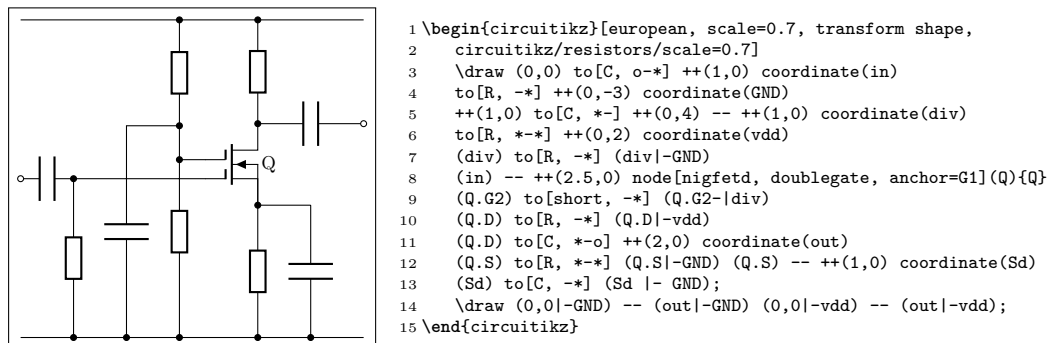 Q
1 \begin{circuitikz}[european, scale=0.7, transform shape,
2 circuitikz/resistors/scale=0.7]
3 \draw (0,0) to[C, o-*] ++(1,0) coordinate(in)
4 to[R, -*] ++(0,-3) coordinate(GND)
5 ++(1,0) to[C, *-] ++(0,4) -- ++(1,0) coordinate(div)
6 to[R, *-*] ++(0,2) coordinate(vdd)
7 (div) to[R, -*] (div|-GND)
8 (in) -- ++(2.5,0) node[nigfetd, doublegate, anchor=G1](Q){Q}
9 (Q.G2) to[short, -*] (Q.G2-|div)
10 (Q.D) to[R, -*] (Q.D|-vdd)
11 (Q.D) to[C, *-o] ++(2,0) coordinate(out)
12 (Q.S) to[R, *-*] (Q.S|-GND) (Q.S) -- ++(1,0) coordinate(Sd)
13 (Sd) to[C, -*] (Sd |- GND);
14 \draw (0,0|-GND) -- (out|-GND) (0,0|-vdd) -- (out|-vdd);
15 \end{circuitikz}